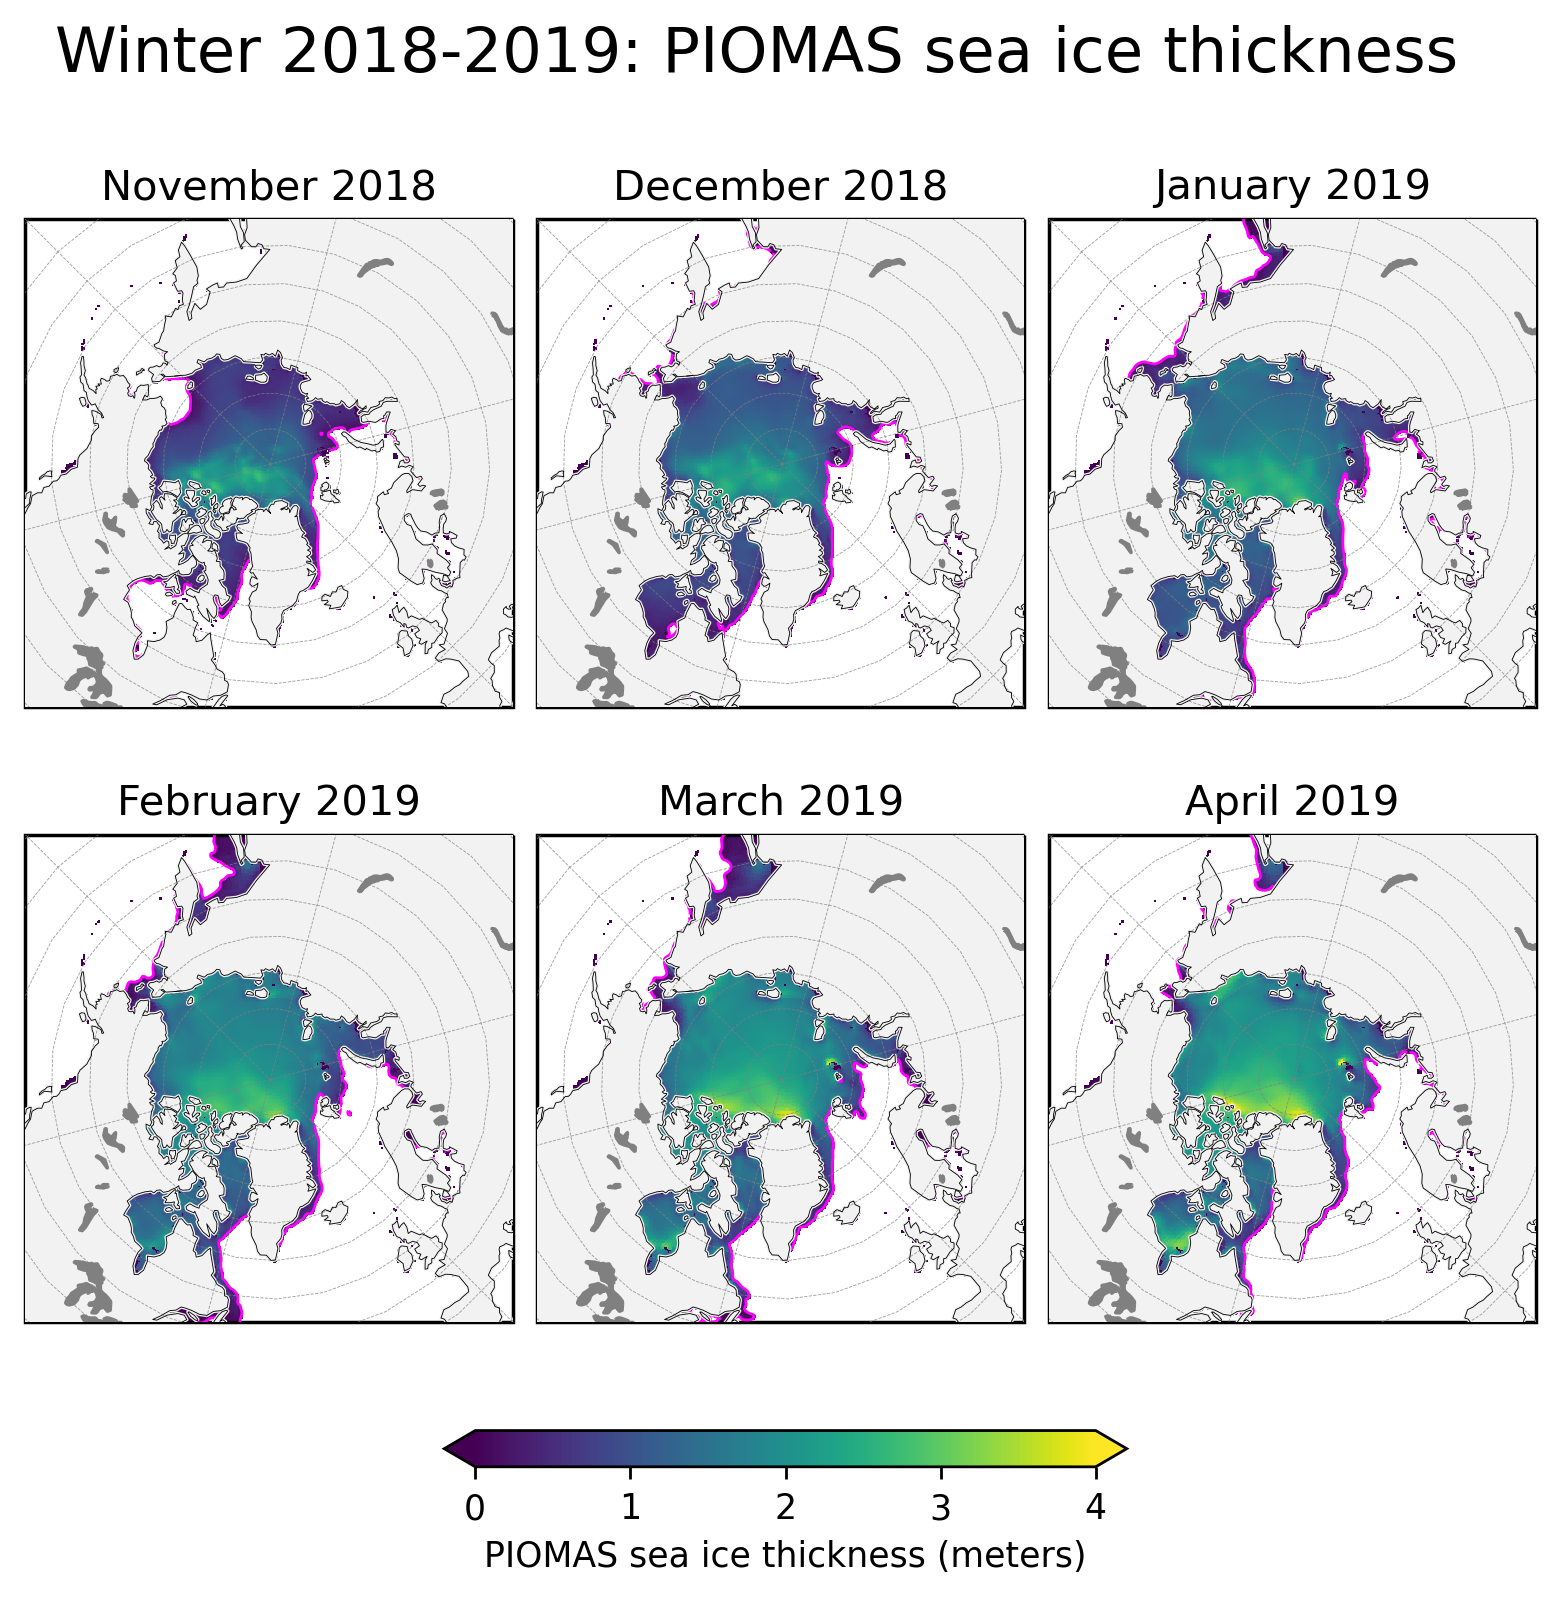 Winter 2018-2019: PIOMAS sea ice thickness
November 2018
December 2018
January 2019
February 2019
March 2019
April 2019
0 1 2 3 4
PIOMAS sea ice thickness (meters)